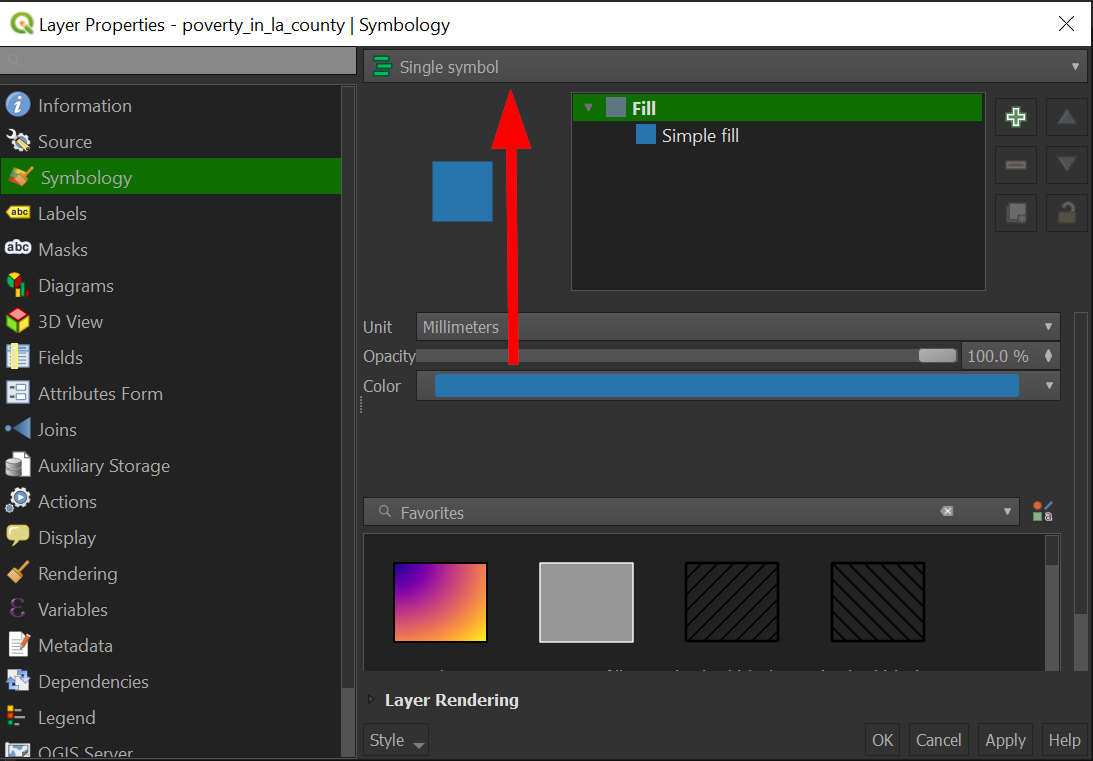 Layer Properties - poverty_in_la_county | Symbology
Single symbol
Information
Source
Symbology
Labels
Masks
Diagrams
3D View
Fields
Attributes Form
Joins
Auxiliary Storage
Actions
Display
Rendering
Variables
Metadata
Dependencies
Legend
QGIS Server
Fill
Simple fill
Unit
Millimeters
Opacity
100.0 %
Color
Favorites
Layer Rendering
Style
OK
Cancel
Apply
Help